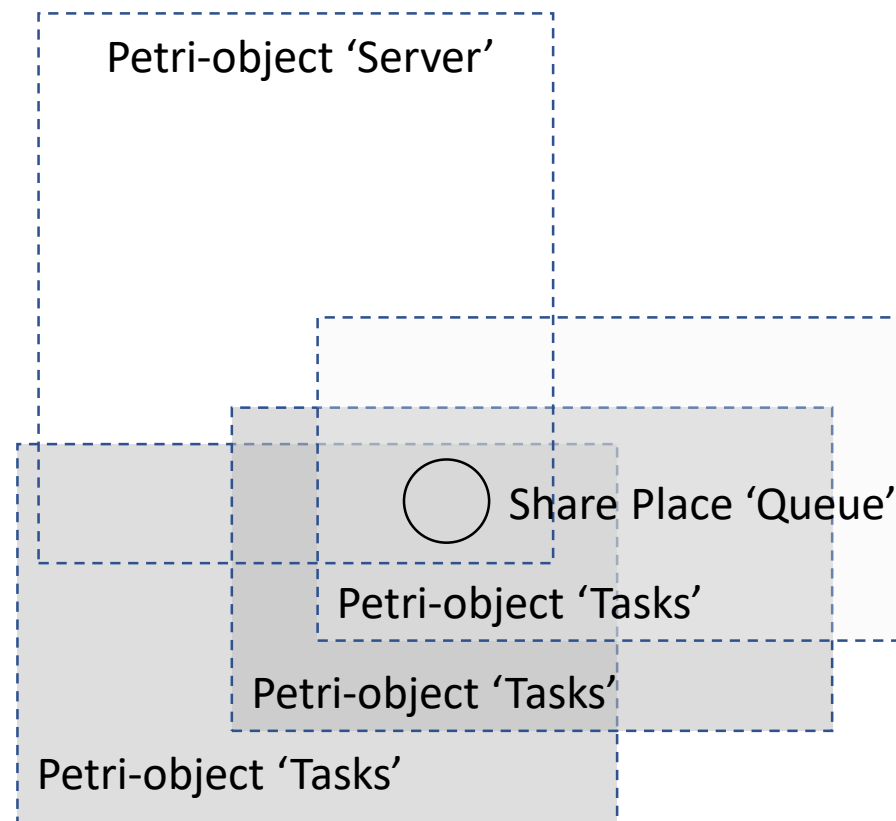 Petri-object ‘Server’
Share Place ‘Queue’
Petri-object ‘Tasks’
Petri-object ‘Tasks’
Petri-object ‘Tasks’